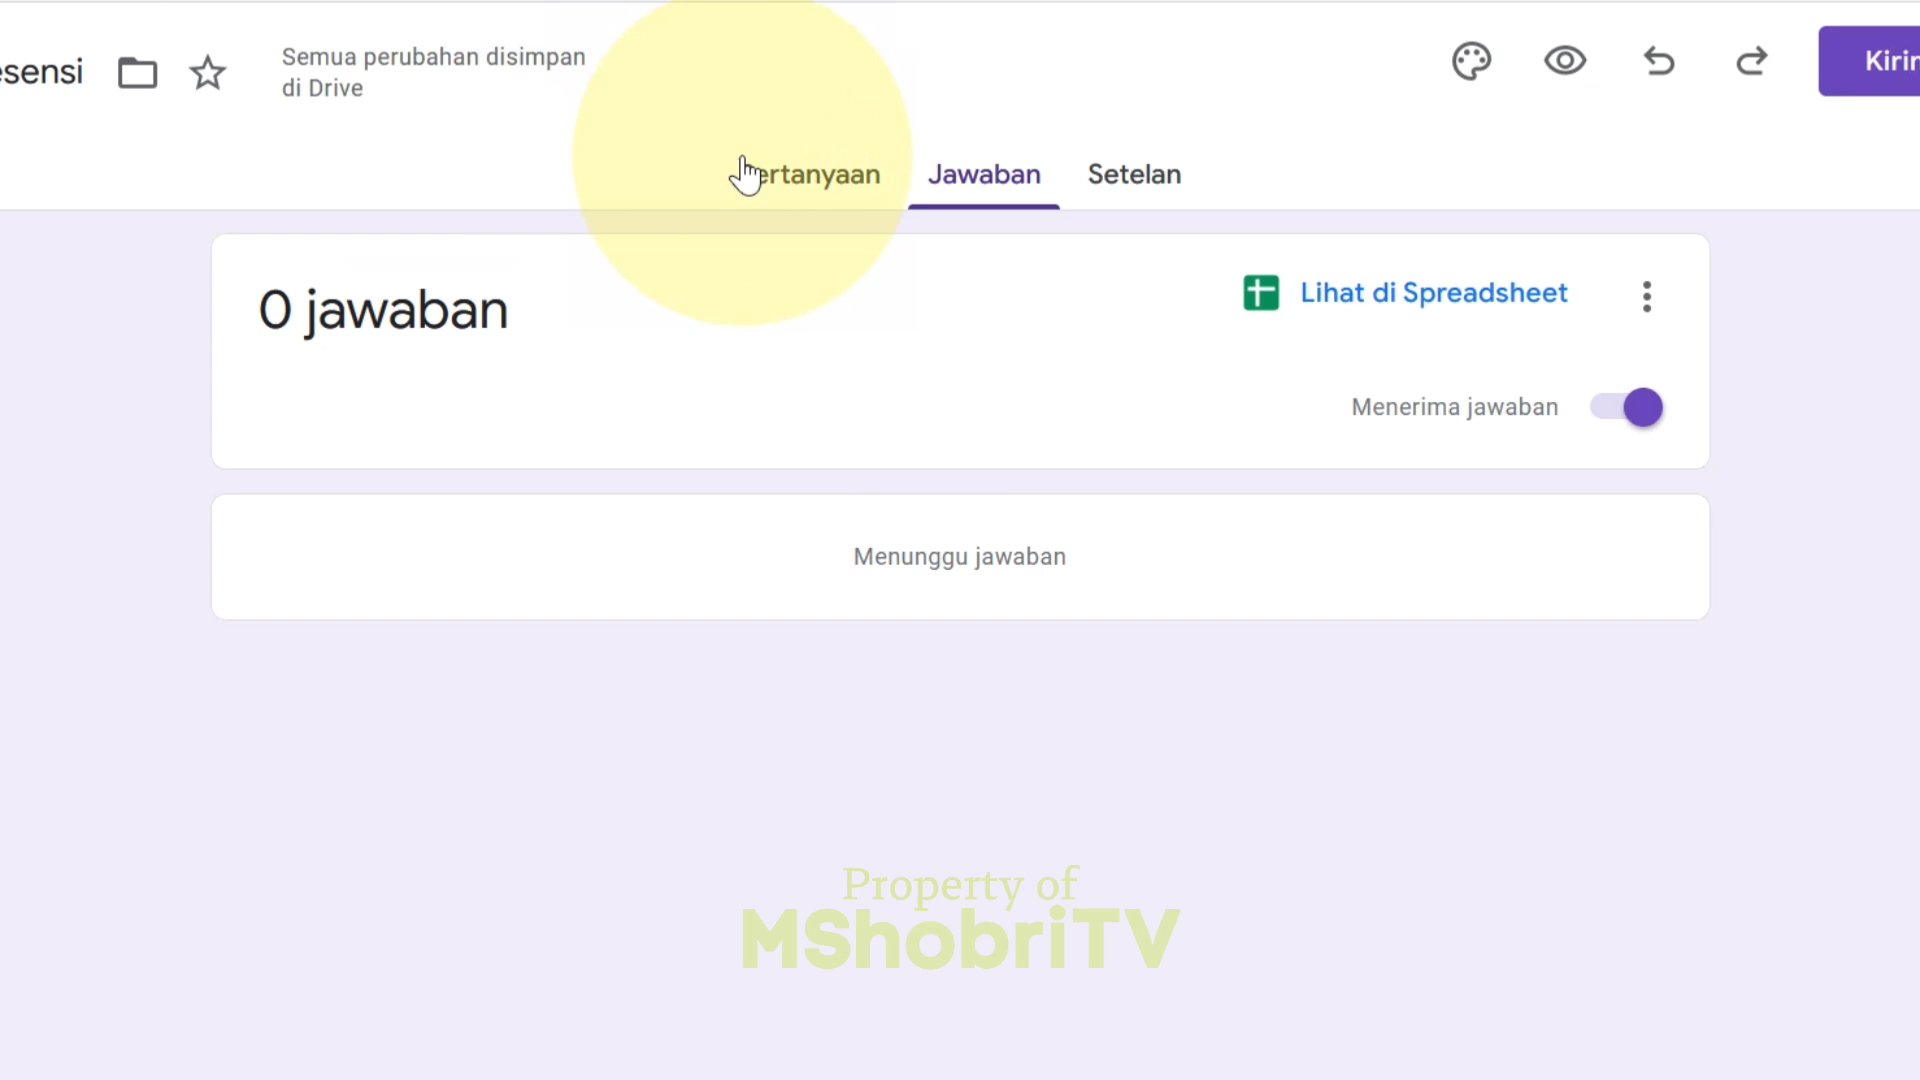 esensi
Semua perubahan disimpan
di Drive
Kirim
ertanyaan Jawaban Setelan
0 jawaban
Lihat di Spreadsheet
Menerima jawaban
Menunggu jawaban
Property of
MShobriTV